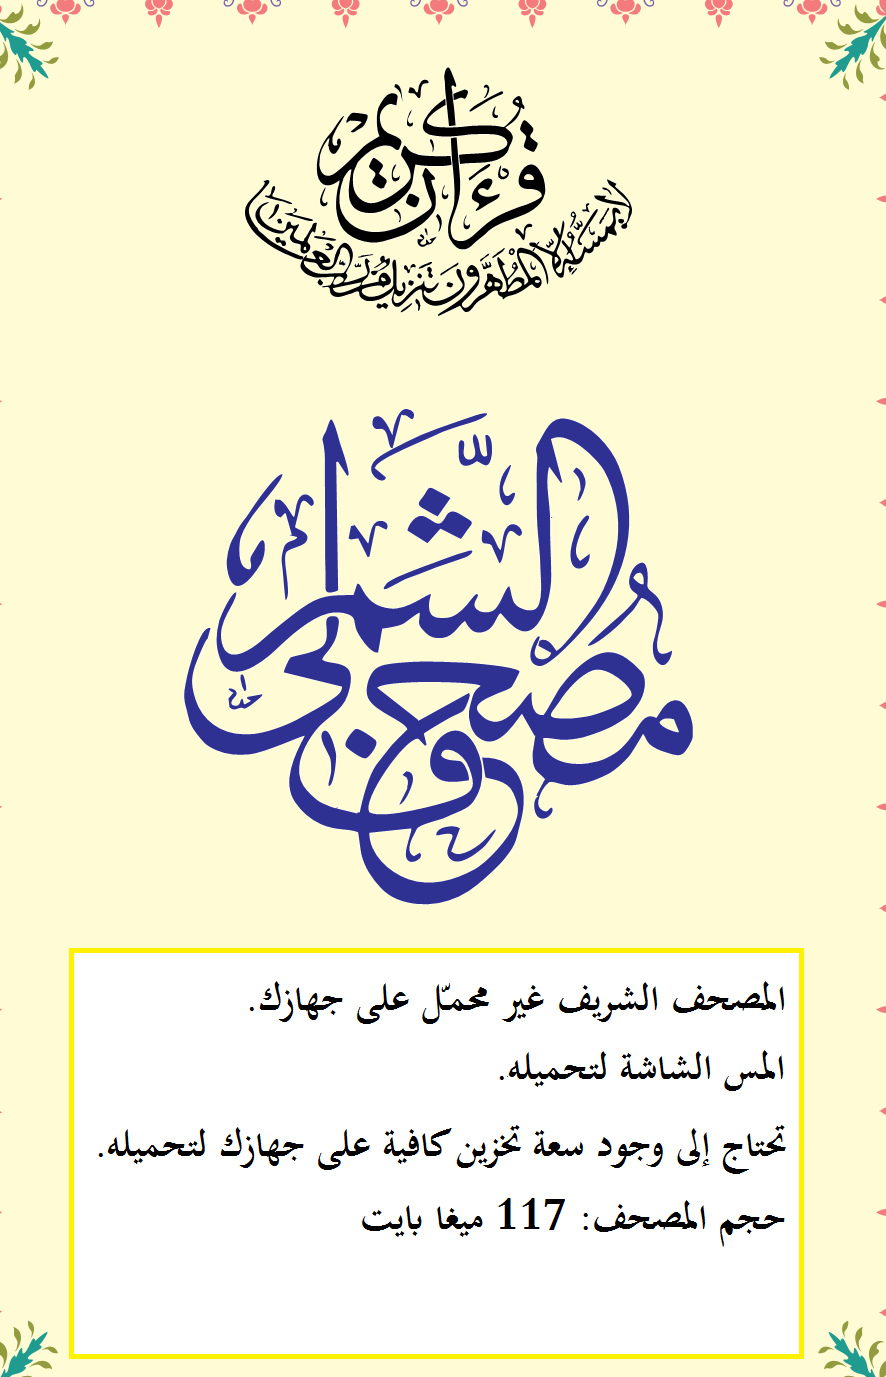 قرءان كريم
لا يمسه إلا المطهرون تنزيل من رب العالمين
مصحف الشمرلي
المصحف الشريف غير محمّل على جهازك.
المس الشاشة لتحميله.
تحتاج إلى وجود سعة تخزين كافية على جهازك لتحميله.
حجم المصحف: 117 ميغا بايت